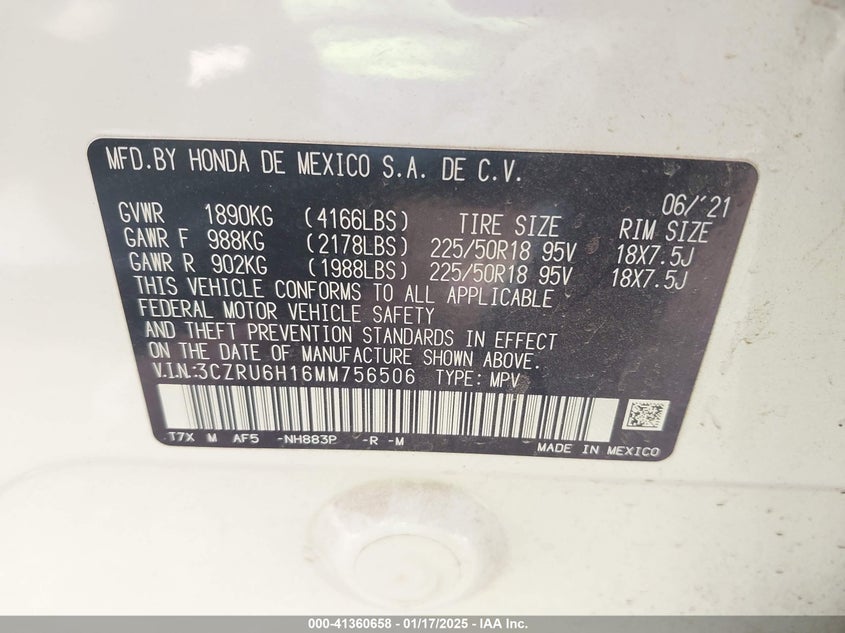 MFD.BY HONDA DE MEXICO S.A. DE C.V.
06/'21
GVWR 1890KG (4166LBS) TIRE SIZE RIM SIZE
GAWR F 988KG (2178LBS) 225/50R18 95V 18X7.5J
GAWR R 902KG (1988LBS) 225/50R18 95V 18X7.5J
THIS VEHICLE CONFORMS TO ALL APPLICABLE
FEDERAL MOTOR VEHICLE SAFETY
AND THEFT PREVENTION STANDARDS IN EFFECT
ON THE DATE OF MANUFACTURE SHOWN ABOVE.
V.I.N:3CZRU6H16MM756506 TYPE: MPV
T7X M AF5 -NH883P -R -M
MADE IN MEXICO
000-41360658 - 01/17/2025 - IAA Inc.